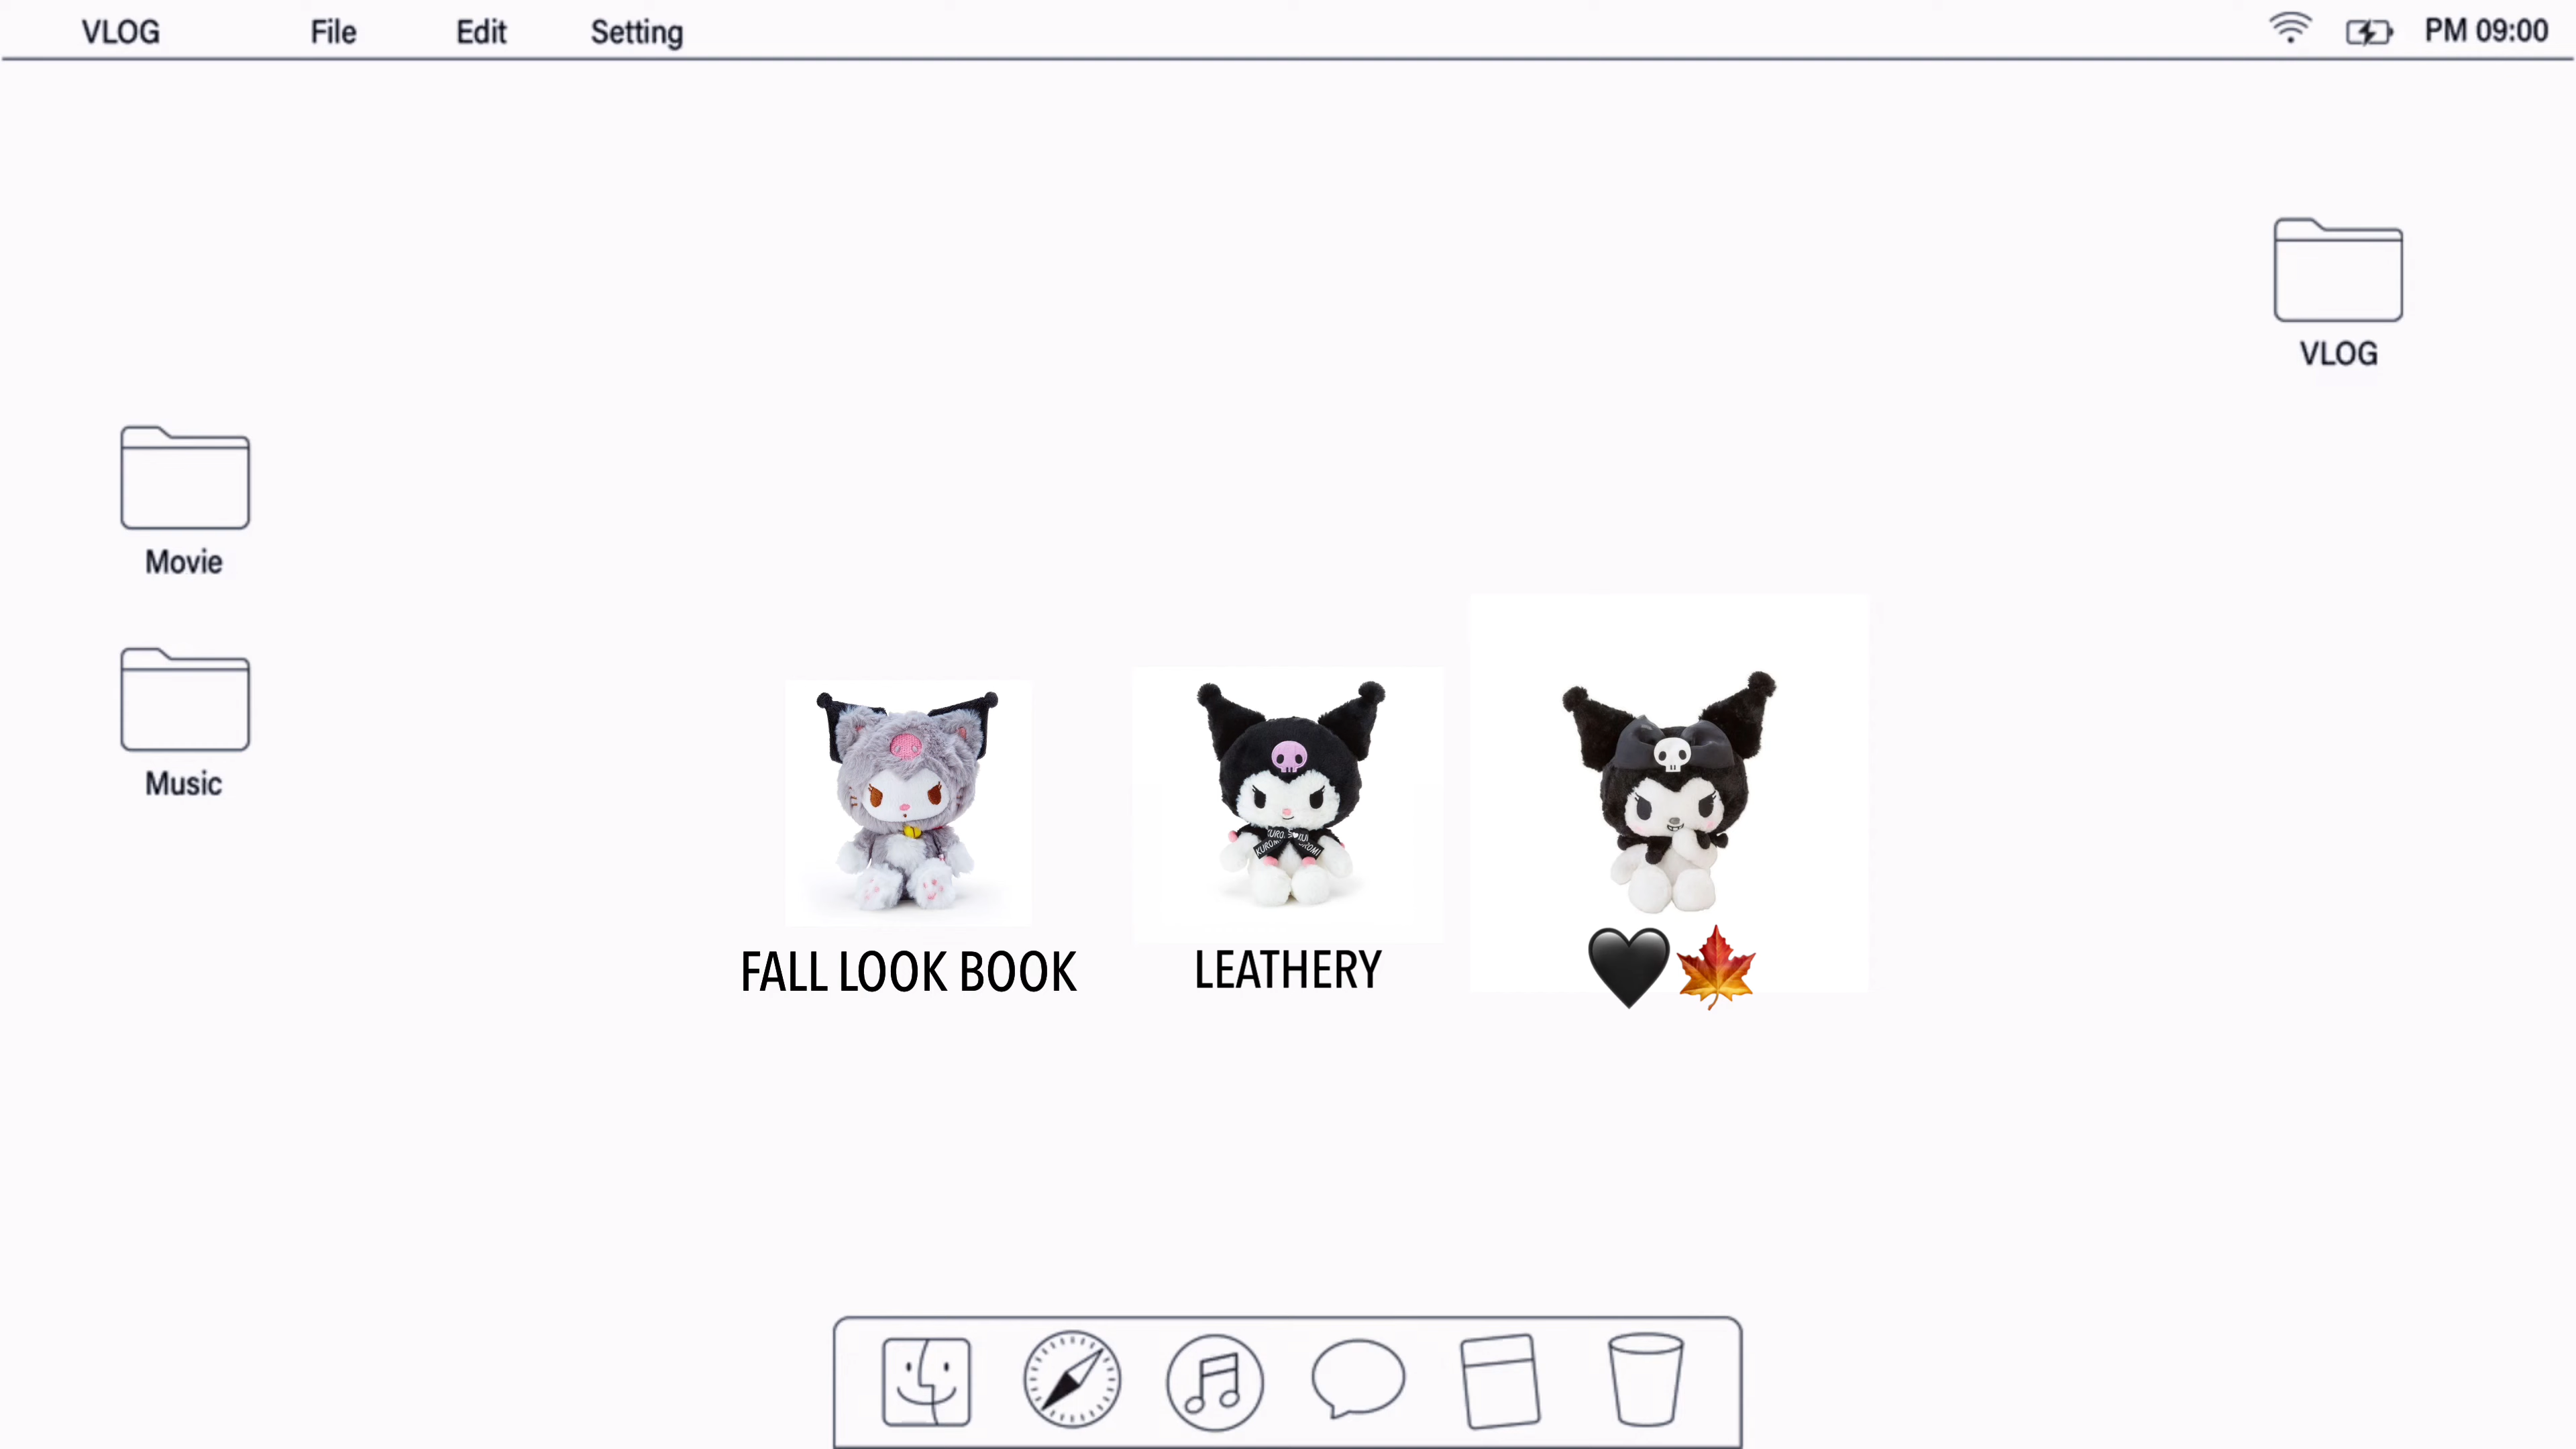 VLOG File Edit Setting PM 09:00
VLOG
Movie
Music
FALL LOOK BOOK LEATHERY 🖤🍁